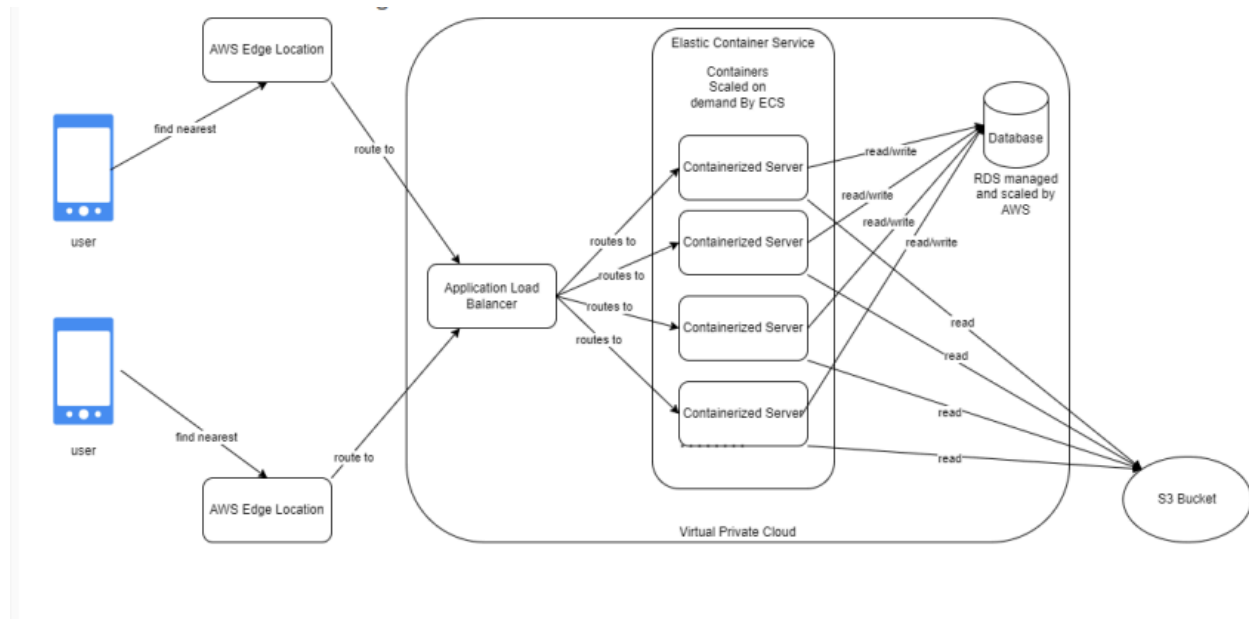 AWS Edge Location
find nearest
route to
user
user
find nearest
route to
AWS Edge Location
Application Load
Balancer
routes to
routes to
routes to
routes to
Elastic Container Service
Containers
Scaled on
demand By ECS
Containerized Server
Containerized Server
Containerized Server
Containerized Server
read/write
read/write
read/write
read/write
Database
RDS managed
and scaled by
AWS
read
read
read
read
S3 Bucket
Virtual Private Cloud